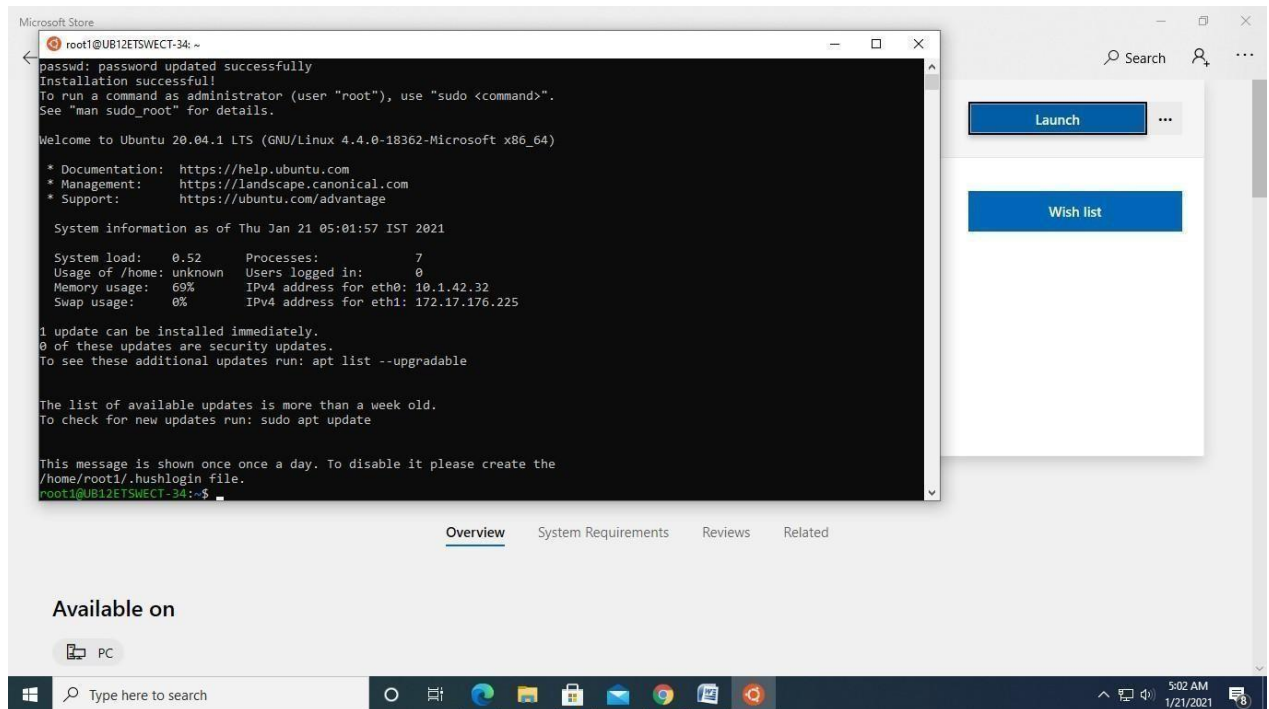 Microsoft Store
root1@UB12ETSWECT-34: ~
Search
passwd: password updated successfully
Installation successful!
To run a command as administrator (user "root"), use "sudo <command>".
See "man sudo_root" for details.
Launch
Welcome to Ubuntu 20.04.1 LTS (GNU/Linux 4.4.0-18362-Microsoft x86_64)
* Documentation: https://help.ubuntu.com
* Management: https://landscape.canonical.com
* Support: https://ubuntu.com/advantage
Wish list
System information as of Thu Jan 21 05:01:57 IST 2021
System load: 0.52 Processes: 7
Usage of /home: unknown Users logged in: 0
Memory usage: 69% IPv4 address for eth0: 10.1.42.32
Swap usage: 0% IPv4 address for eth1: 172.17.176.225
1 update can be installed immediately.
0 of these updates are security updates.
To see these additional updates run: apt list --upgradable
The list of available updates is more than a week old.
To check for new updates run: sudo apt update
This message is shown once once a day. To disable it please create the
/home/root1/.hushlogin file.
root1@UB12ETSWECT-34:~$ _
Overview System Requirements Reviews Related
Available on
PC
Type here to search
5:02 AM
1/21/2021
8